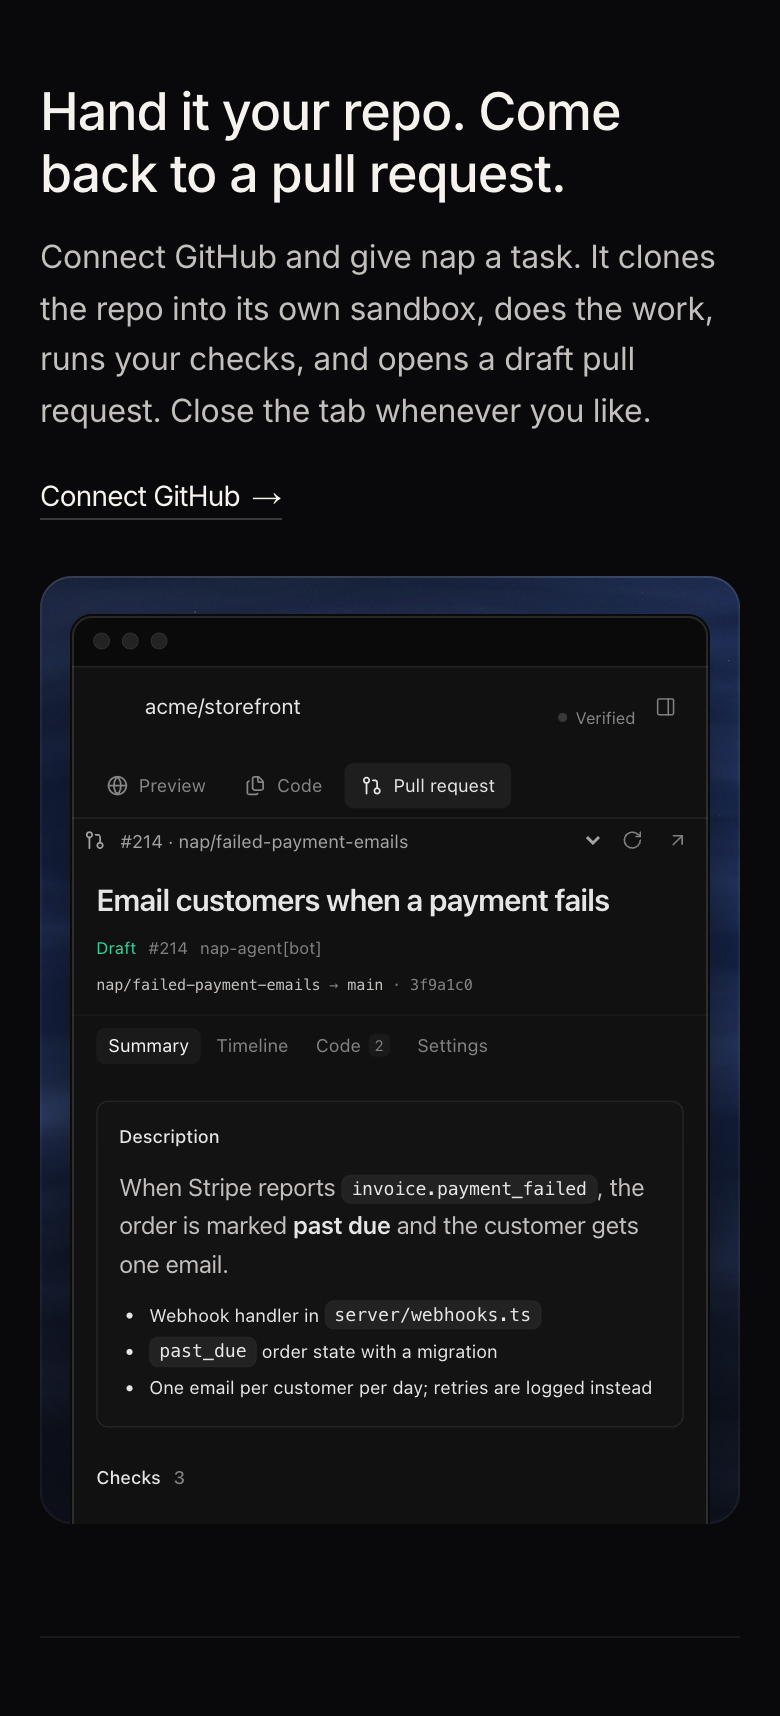 Hand it your repo. Come
back to a pull request.
Connect GitHub and give nap a task. It clones
the repo into its own sandbox, does the work,
runs your checks, and opens a draft pull
request. Close the tab whenever you like.
Connect GitHub →
acme/storefront
Verified
Preview Code Pull request
#214 · nap/failed-payment-emails
Email customers when a payment fails
Draft #214 nap-agent[bot]
nap/failed-payment-emails → main · 3f9a1c0
Summary Timeline Code 2 Settings
Description
When Stripe reports invoice.payment_failed, the
order is marked past due and the customer gets
one email.
• Webhook handler in server/webhooks.ts
• past_due order state with a migration
• One email per customer per day; retries are logged instead
Checks 3